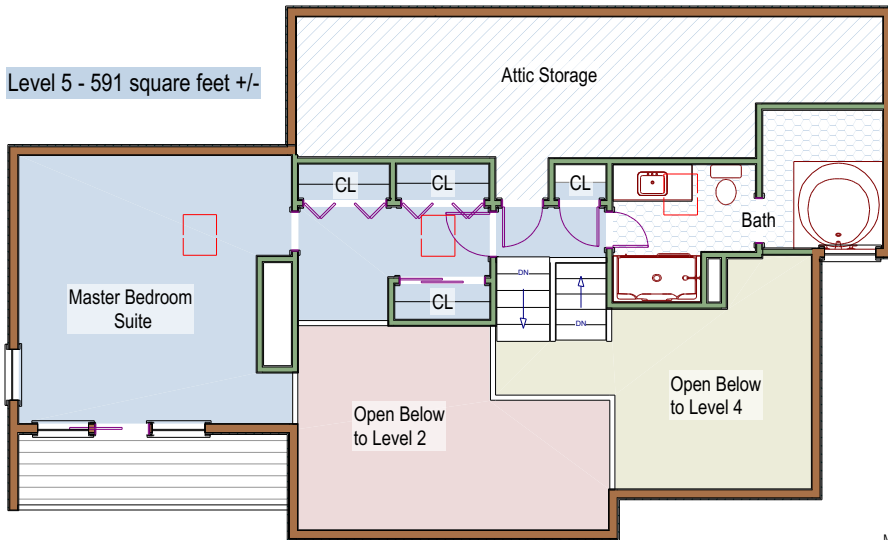 Level 5 - 591 square feet +/-
Attic Storage
CL
CL
CL
Bath
DN
Master Bedroom
Suite
CL
DN
Open Below
to Level 2
Open Below
to Level 4